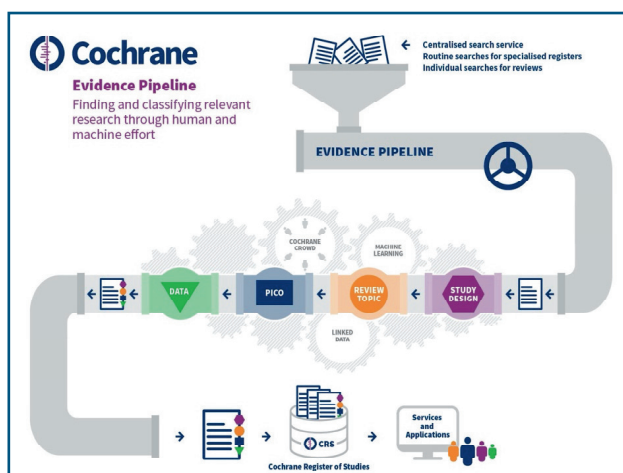 Cochrane
Evidence Pipeline
Finding and classifying relevant
research through human and
machine effort
Centralised search service
Routine searches for specialised registers
Individual searches for reviews
EVIDENCE PIPELINE
COCHRANE
CROWD
MACHINE
LEARNING
DATA
PICO
REVIEW
TOPIC
STUDY
DESIGN
LINKED
DATA
CRS
Cochrane Register of Studies
Services
and
Applications